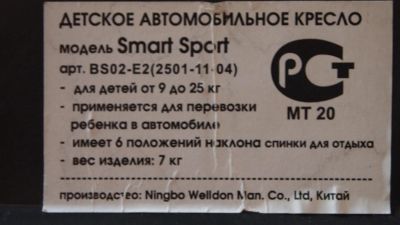 ДЕТСКОЕ АВТОМОБИЛЬНОЕ КРЕСЛО
модель Smart Sport
арт. BS02-E2(2501-11-04)
- для детей от 9 до 25 кг
- применяется для перевозки
ребенка в автомобиле
- имеет 6 положений наклона спинки для отдыха
- вес изделия: 7 кг
РСТ
МТ 20
производство: Ningbo Welldon Man. Co., Ltd, Китай